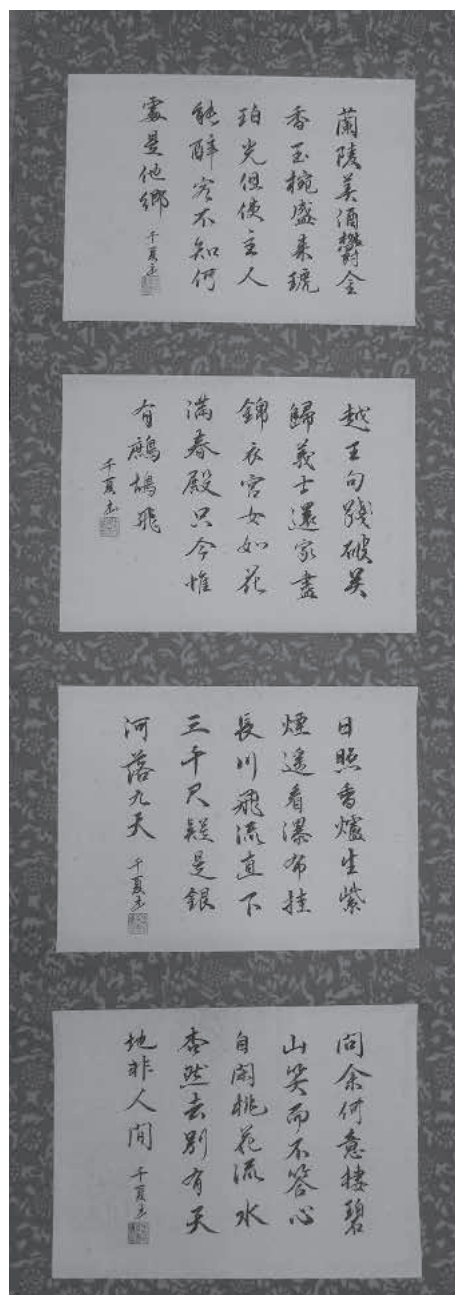 蘭陵美酒鬱金
香玉椀盛来琥
珀光但使主人
能醉客不知何
處是他鄉
千夏書
越王句踐破吳
歸義士還家盡
錦衣宮女如花
滿春殿只今惟
有鷓鴣飛
千夏書
日照香爐生紫
煙遥看瀑布挂
長川飛流直下
三千尺疑是銀
河落九天
千夏書
問余何意棲碧
山笑而不答心
自閑桃花流水
杳然去別有天
地非人間
千夏書